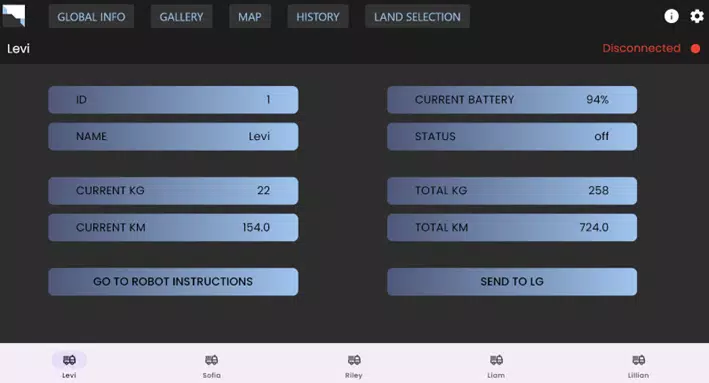 GLOBAL INFO GALLERY MAP HISTORY LAND SELECTION
Levi Disconnected
ID 1 CURRENT BATTERY 94%
NAME Levi STATUS off
CURRENT KG 22 TOTAL KG 258
CURRENT KM 154.0 TOTAL KM 724.0
GO TO ROBOT INSTRUCTIONS SEND TO LG
Levi Sofia Riley Liam Lillian